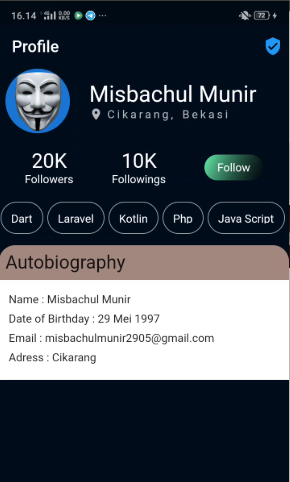 16.14 4G 0.00 KB/S ··· 72
Profile
Misbachul Munir
Cikarang, Bekasi
20K 10K Follow
Followers Followings
Dart Laravel Kotlin Php Java Script
Autobiography
Name : Misbachul Munir
Date of Birthday : 29 Mei 1997
Email : misbachulmunir2905@gmail.com
Adress : Cikarang